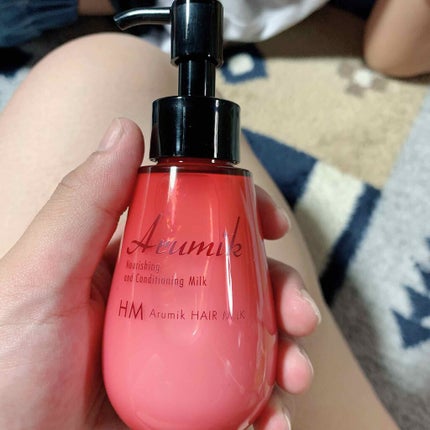 Arumik
Nourishing
and Conditioning Milk
HM Arumik HAIR MILK